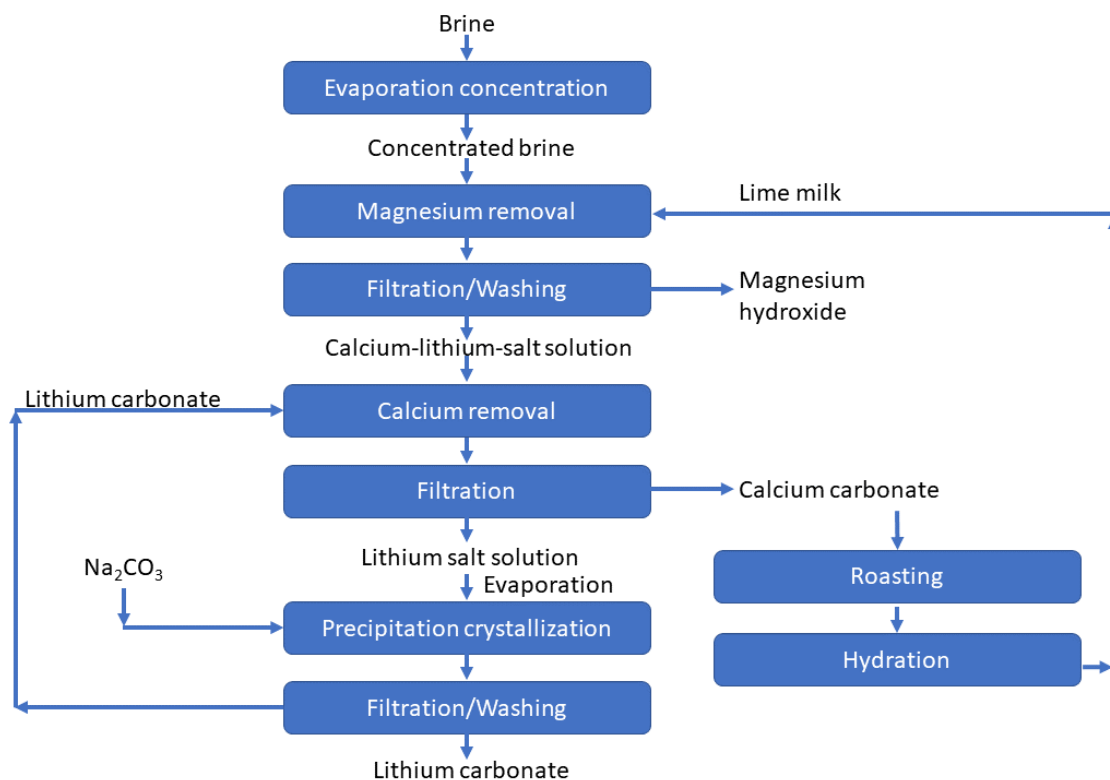 Brine
Evaporation concentration
Concentrated brine
Lime milk
Magnesium removal
Filtration/Washing
Magnesium
hydroxide
Calcium-lithium-salt solution
Lithium carbonate
Calcium removal
Filtration
Calcium carbonate
Lithium salt solution
Na₂CO₃
Evaporation
Roasting
Precipitation crystallization
Hydration
Filtration/Washing
Lithium carbonate